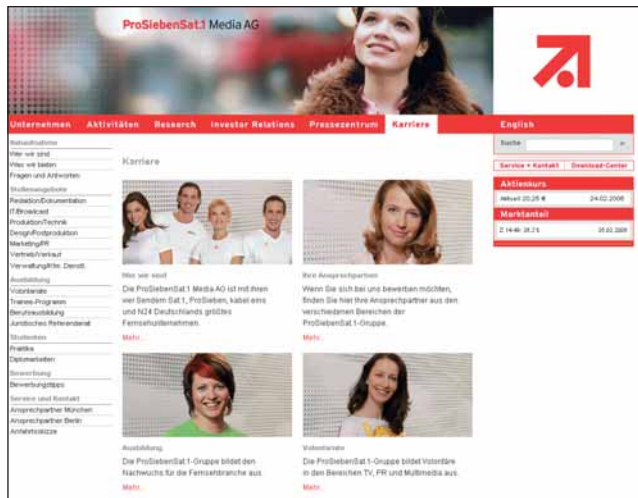 ProSiebenSat.1 Media AG
Unternehmen Aktivitäten Research Investor Relations Pressezentrum Karriere
English
Suche
Service + Kontakt Download-Center
Aktienkurs
Aktuell 20,25 € 24.02.2006
Marktanteil
Wer wir sind
Was wir bieten
Fragen und Antworten
Stellenangebote
Redaktion/Dokumentation
IT/Broadcast
Produktion/Technik
Design/Postproduktion
Marketing/PR
Vertrieb/Verkauf
Verwaltung/Kfm. Dienstl.
Ausbildung
Volontariate
Trainee-Programm
Berufsausbildung
Juristisches Referendariat
Studenten
Praktika
Diplomarbeiten
Bewerbung
Bewerbungstipps
Service und Kontakt
Ansprechpartner München
Ansprechpartner Berlin
Anfahrtsskizze
Karriere
Wer wir sind
Die ProSiebenSat.1 Media AG ist mit ihren
vier Sendern Sat.1, ProSieben, kabel eins
und N24 Deutschlands größtes
Fernsehunternehmen.
Mehr...
Ihre Ansprechpartner
Wenn Sie sich bei uns bewerben möchten,
finden Sie hier Ihre Ansprechpartner aus den
verschiedenen Bereichen der
ProSiebenSat.1-Gruppe.
Mehr...
Ausbildung
Die ProSiebenSat.1-Gruppe bildet den
Nachwuchs für die Fernsehbranche aus.
Mehr...
Volontariate
Die ProSiebenSat.1-Gruppe bildet Volontäre
in den Bereichen TV, PR und Multimedia aus.
Mehr...